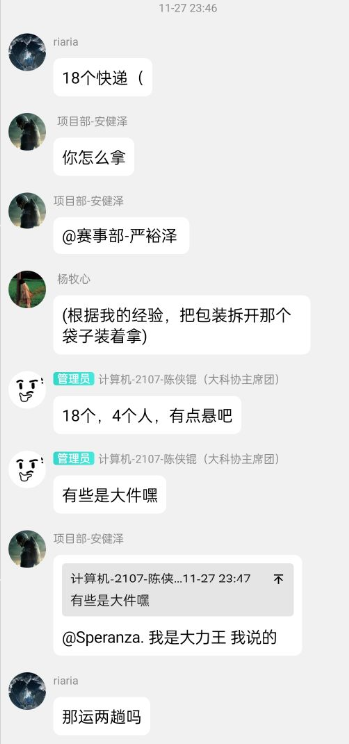 11-27 23:46
riaria
18个快递（
项目部-安健泽
你怎么拿
项目部-安健泽
@赛事部-严裕泽
杨牧心
(根据我的经验，把包装拆开那个
袋子装着拿)
管理员 计算机-2107-陈侠锟（大科协主席团）
18个，4个人，有点悬吧
管理员 计算机-2107-陈侠锟（大科协主席团）
有些是大件嘿
项目部-安健泽
计算机-2107-陈侠...11-27 23:47
有些是大件嘿
@Speranza. 我是大力王 我说的
riaria
那运两趟吗